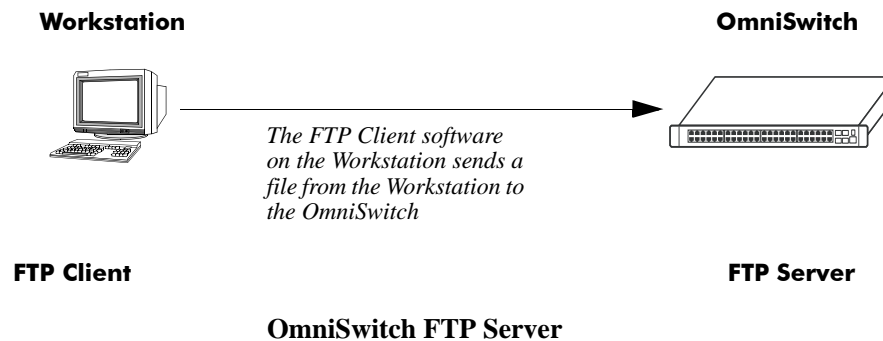 Workstation
OmniSwitch
The FTP Client software
on the Workstation sends a
file from the Workstation to
the OmniSwitch
FTP Client
FTP Server
OmniSwitch FTP Server